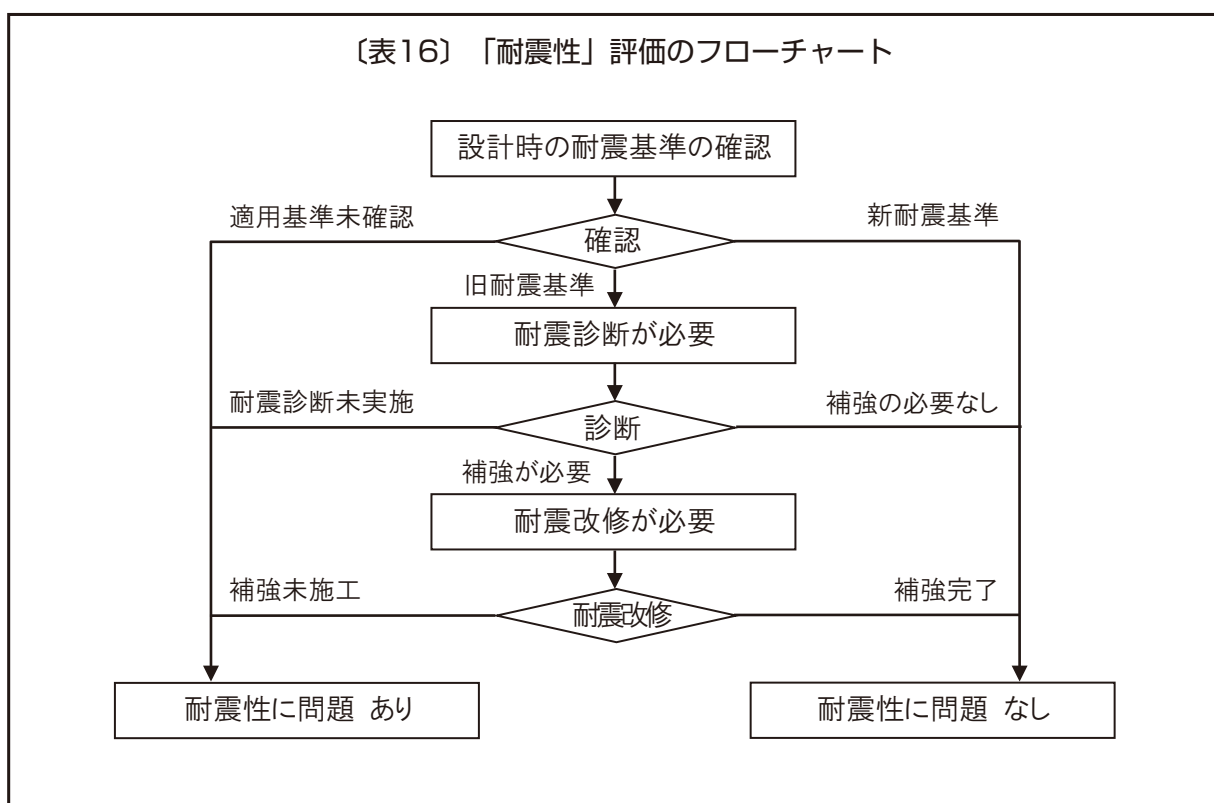 〔表16〕「耐震性」評価のフローチャート
設計時の耐震基準の確認
適用基準未確認
確認
新耐震基準
旧耐震基準
耐震診断が必要
耐震診断未実施
診断
補強の必要なし
補強が必要
耐震改修が必要
補強未施工
耐震改修
補強完了
耐震性に問題 あり
耐震性に問題 なし